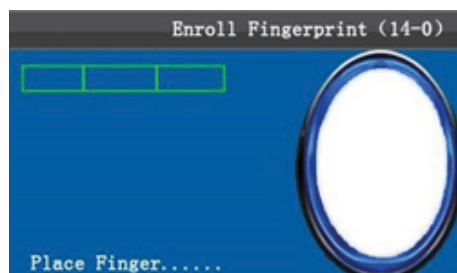 Enroll Fingerprint (14-0)
Place Finger......